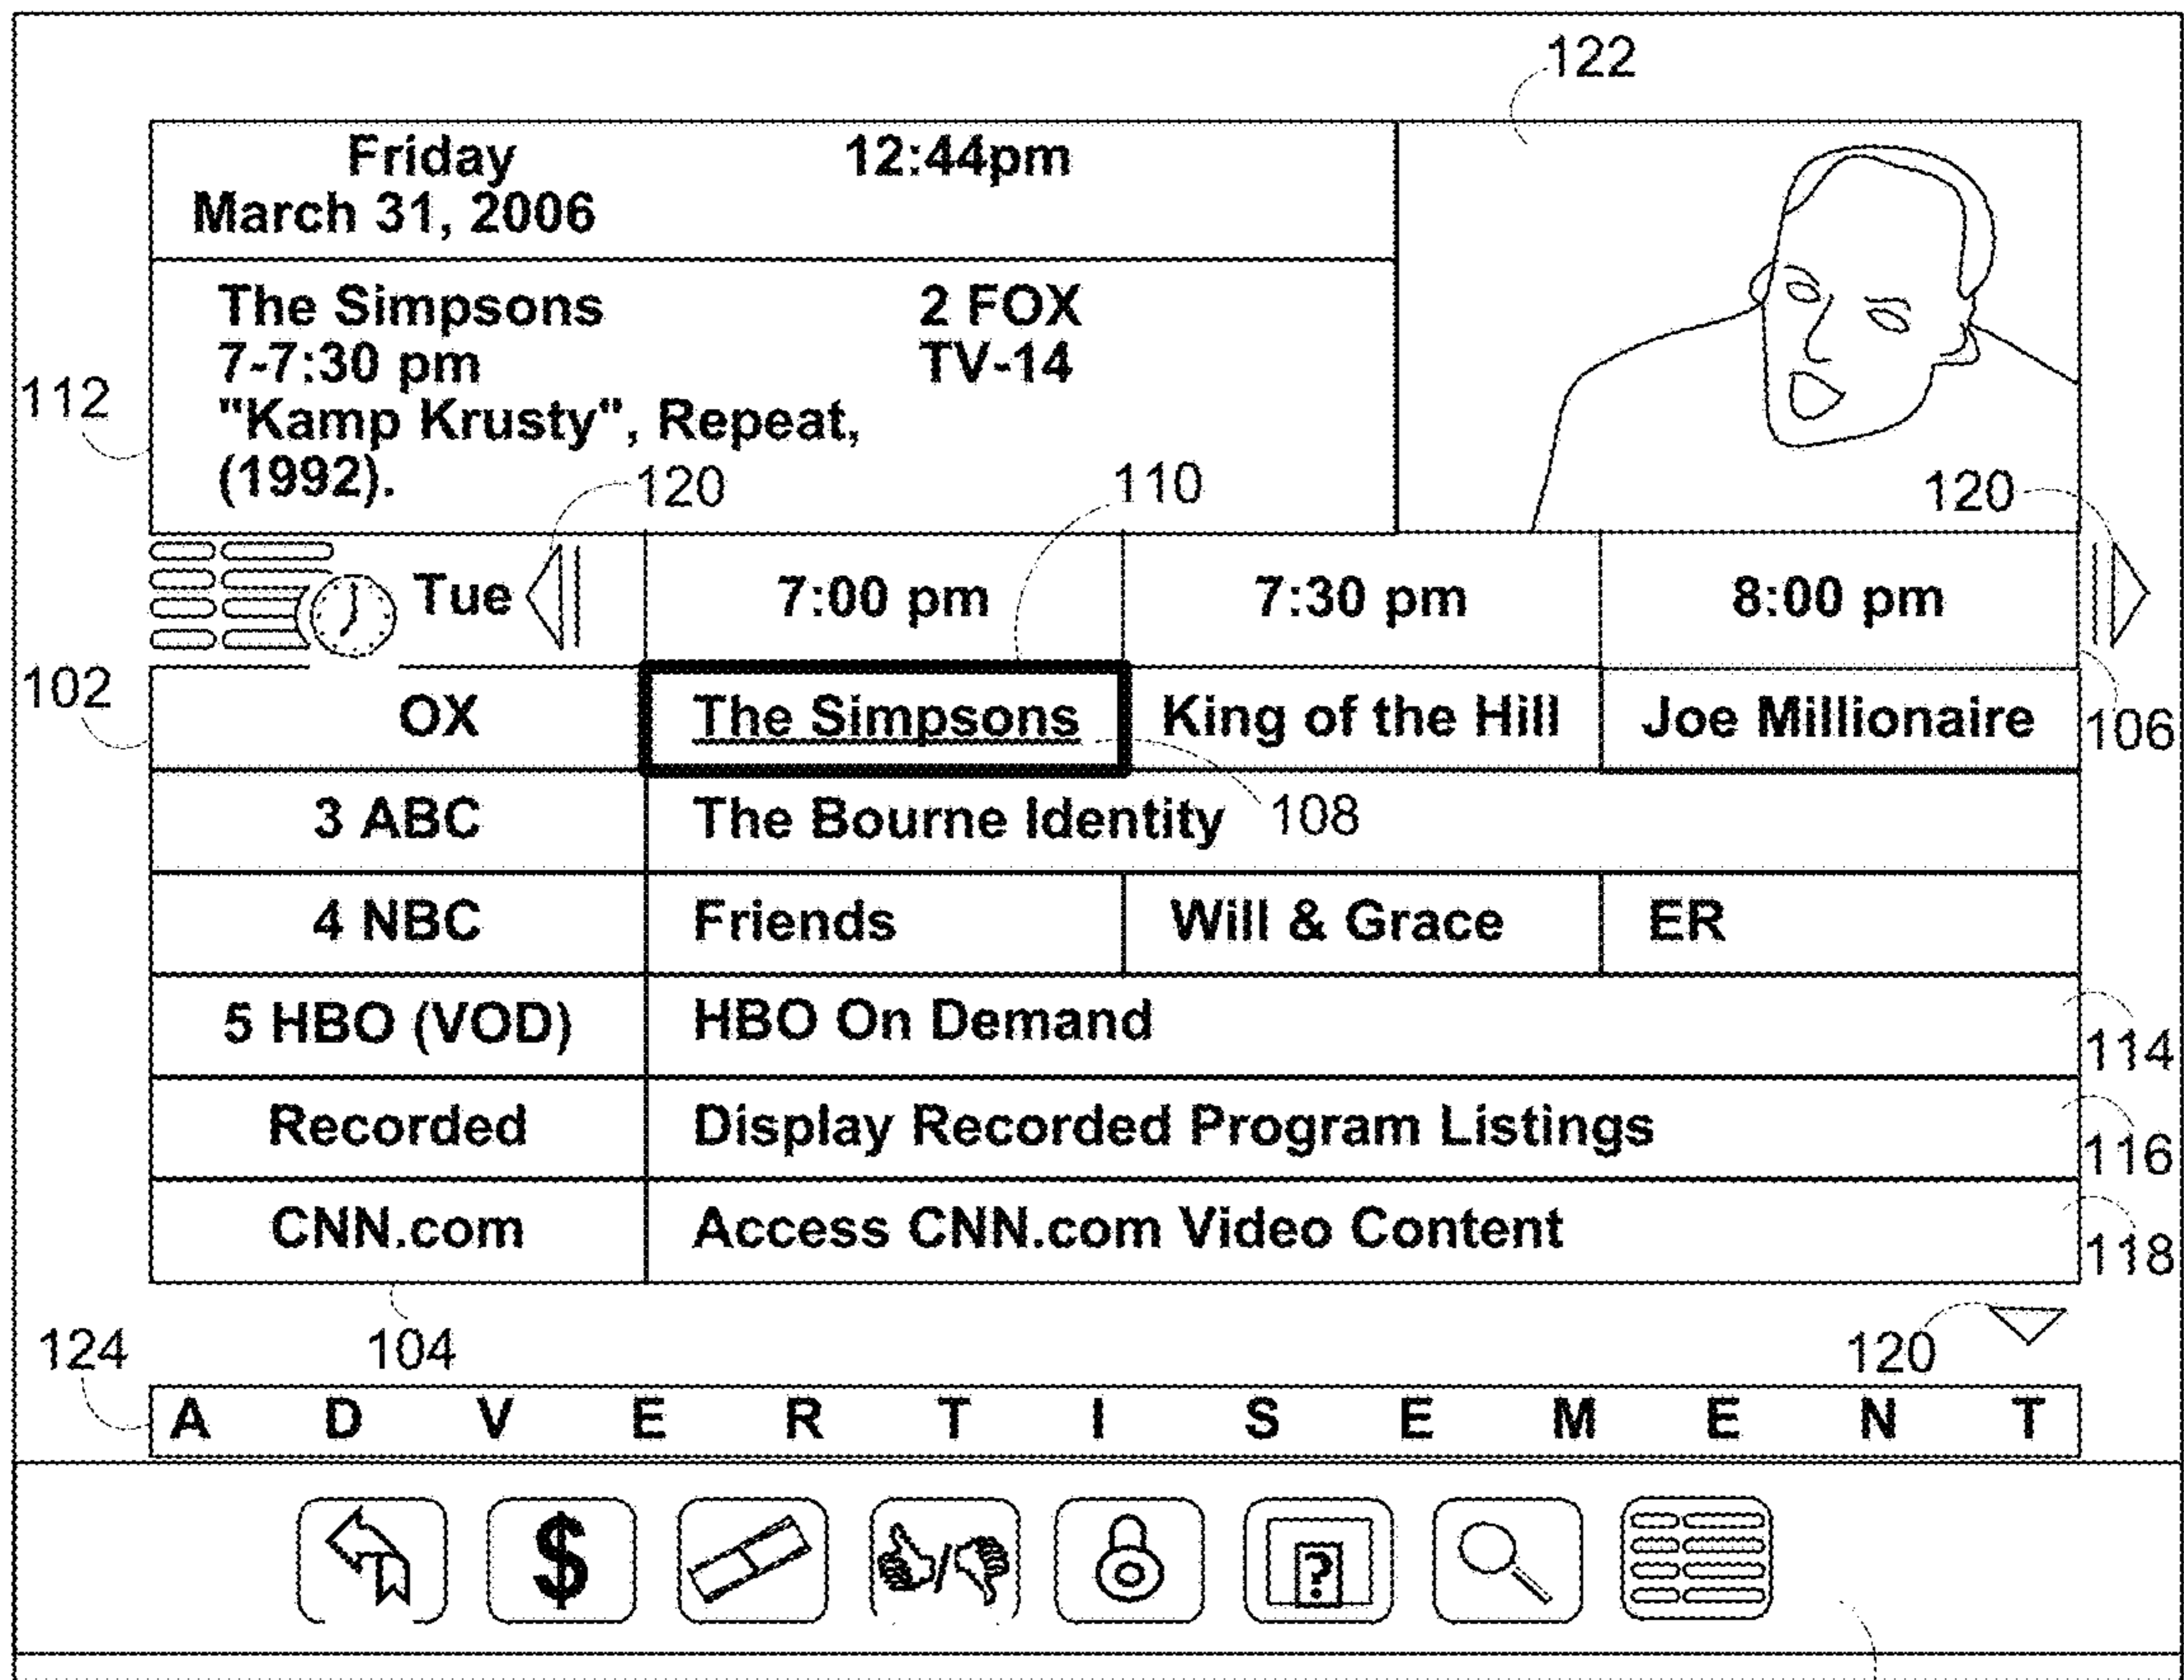 122
Friday 12:44pm
March 31, 2006
The Simpsons 2 FOX
7-7:30 pm TV-14
112
"Kamp Krusty", Repeat,
(1992).
120 110 120
Tue 7:00 pm 7:30 pm 8:00 pm
102
OX The Simpsons King of the Hill Joe Millionaire
106
3 ABC The Bourne Identity 108
4 NBC Friends Will & Grace ER
5 HBO (VOD) HBO On Demand
114
Recorded Display Recorded Program Listings
116
CNN.com Access CNN.com Video Content
118
124 104 120
A D V E R T I S E M E N T
$ / ?